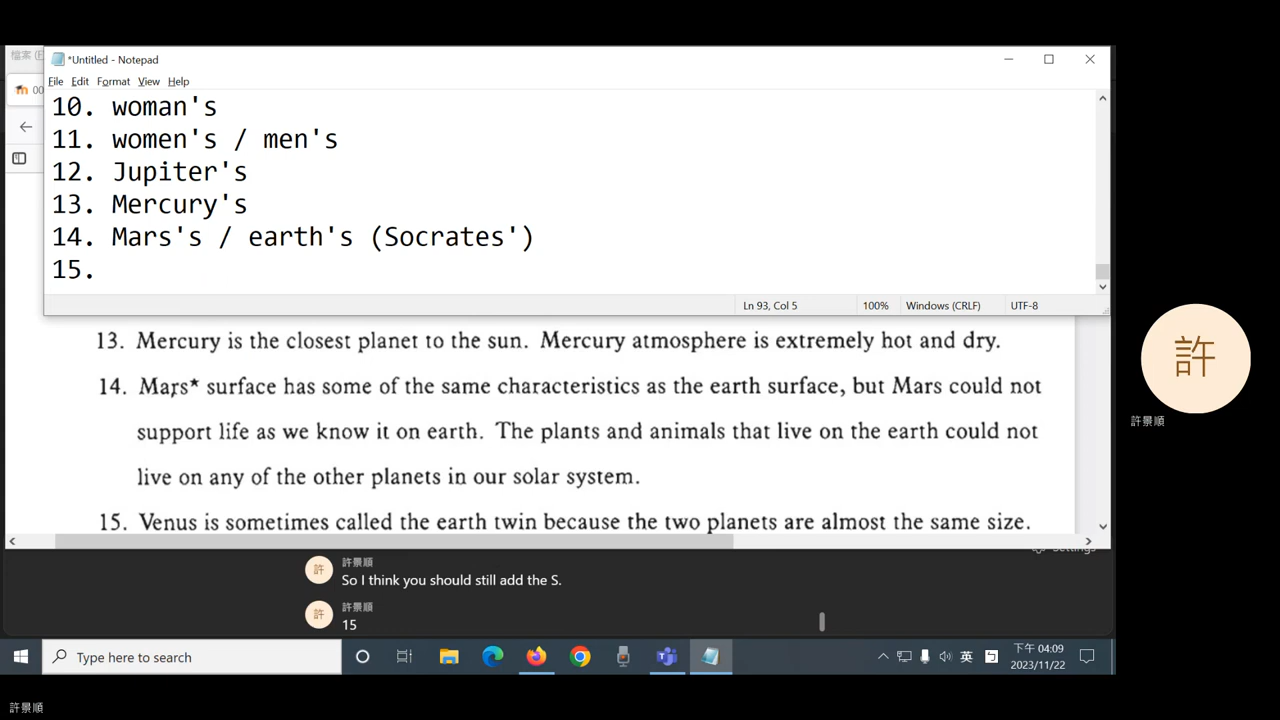 檔案
*Untitled - Notepad
File Edit Format View Help
00
10. woman's
11. women's / men's
12. Jupiter's
13. Mercury's
14. Mars's / earth's (Socrates')
15.
Ln 93, Col 5 100% Windows (CRLF) UTF-8
13. Mercury is the closest planet to the sun. Mercury atmosphere is extremely hot and dry.
14. Mars* surface has some of the same characteristics as the earth surface, but Mars could not
support life as we know it on earth. The plants and animals that live on the earth could not
live on any of the other planets in our solar system.
15. Venus is sometimes called the earth twin because the two planets are almost the same size.
Settings
許 許景順
So I think you should still add the S.
許 許景順
15
許
許景順
Type here to search
英
下午 04:09
2023/11/22
許景順